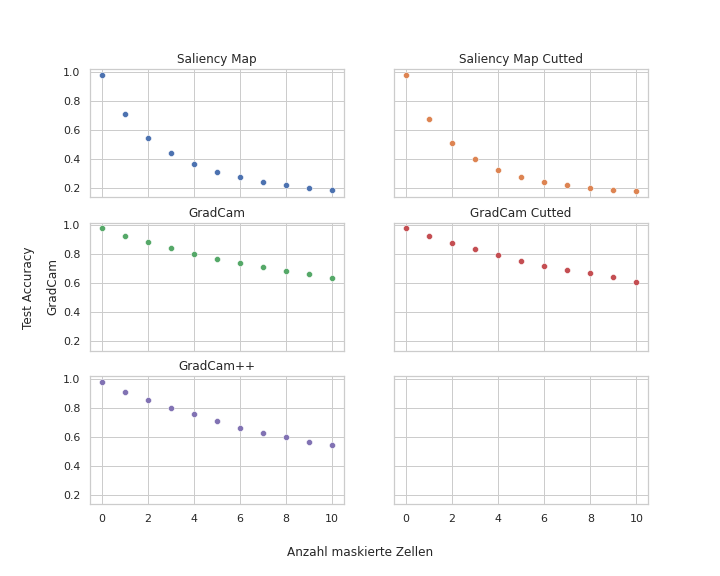 Saliency Map
Saliency Map Cutted
1.0
0.8
0.6
0.4
0.2
GradCam
GradCam Cutted
1.0
0.8
0.6
0.4
0.2
Test Accuracy
GradCam
GradCam++
1.0
0.8
0.6
0.4
0.2
0 2 4 6 8 10
0 2 4 6 8 10
Anzahl maskierte Zellen